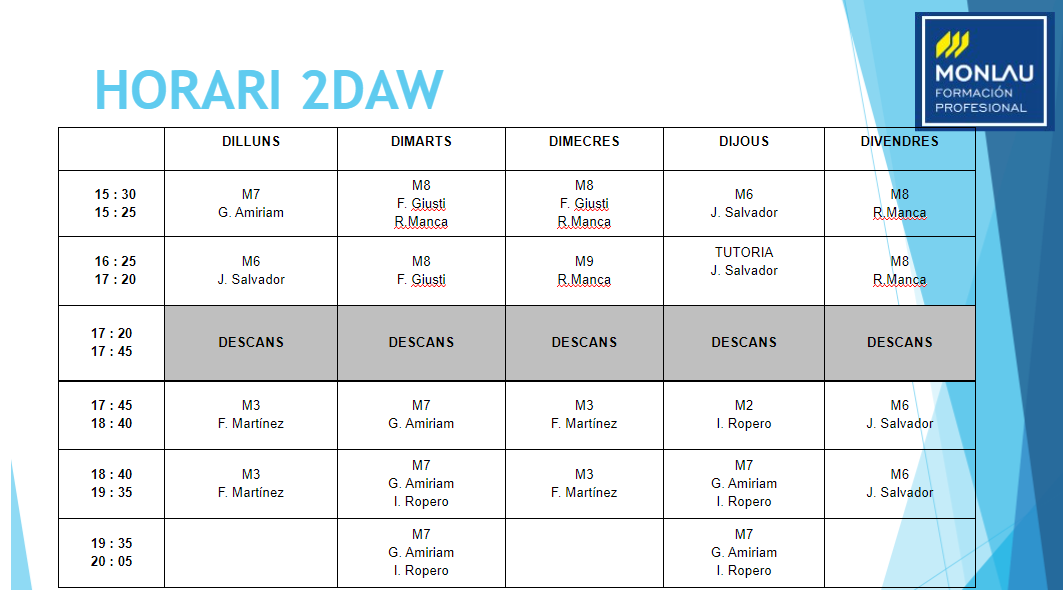 MONLAU
FORMACIÓN
PROFESIONAL
HORARI 2DAW
DILLUNS DIMARTS DIMECRES DIJOUS DIVENDRES
15 : 30
15 : 25
M7
G. Amiriam
M8
F. Giusti
R.Manca
M8
F. Giusti
R.Manca
M6
J. Salvador
M8
R.Manca
16 : 25
17 : 20
M6
J. Salvador
M8
F. Giusti
M9
R.Manca
TUTORIA
J. Salvador
M8
R.Manca
17 : 20
17 : 45
DESCANS DESCANS DESCANS DESCANS DESCANS
17 : 45
18 : 40
M3
F. Martínez
M7
G. Amiriam
M3
F. Martínez
M2
I. Ropero
M6
J. Salvador
18 : 40
19 : 35
M3
F. Martínez
M7
G. Amiriam
I. Ropero
M3
F. Martínez
M7
G. Amiriam
I. Ropero
M6
J. Salvador
19 : 35
20 : 05
M7
G. Amiriam
I. Ropero
M7
G. Amiriam
I. Ropero